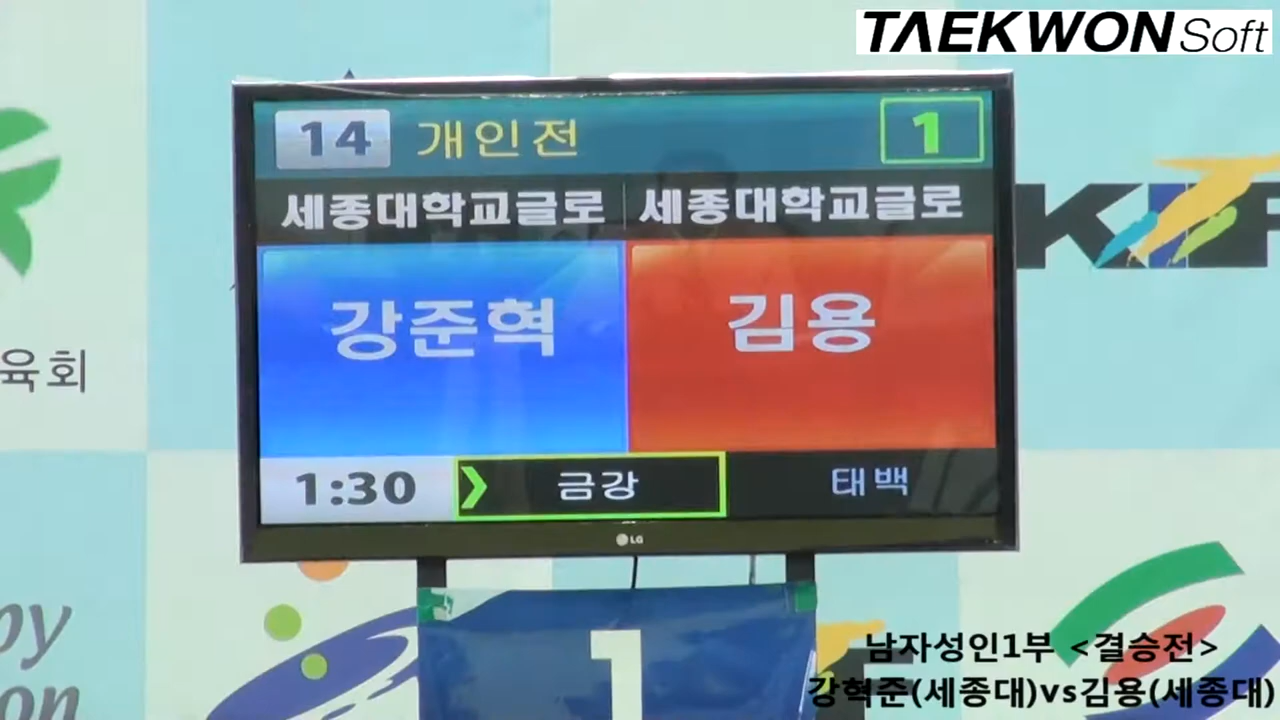 TAEKWON Soft
14 개인전 1
세종대학교글로 세종대학교글로
강준혁 김용
1:30 금강 태백
LG
육회
1
남자성인1부 <결승전>
강혁준(세종대)vs김용(세종대)